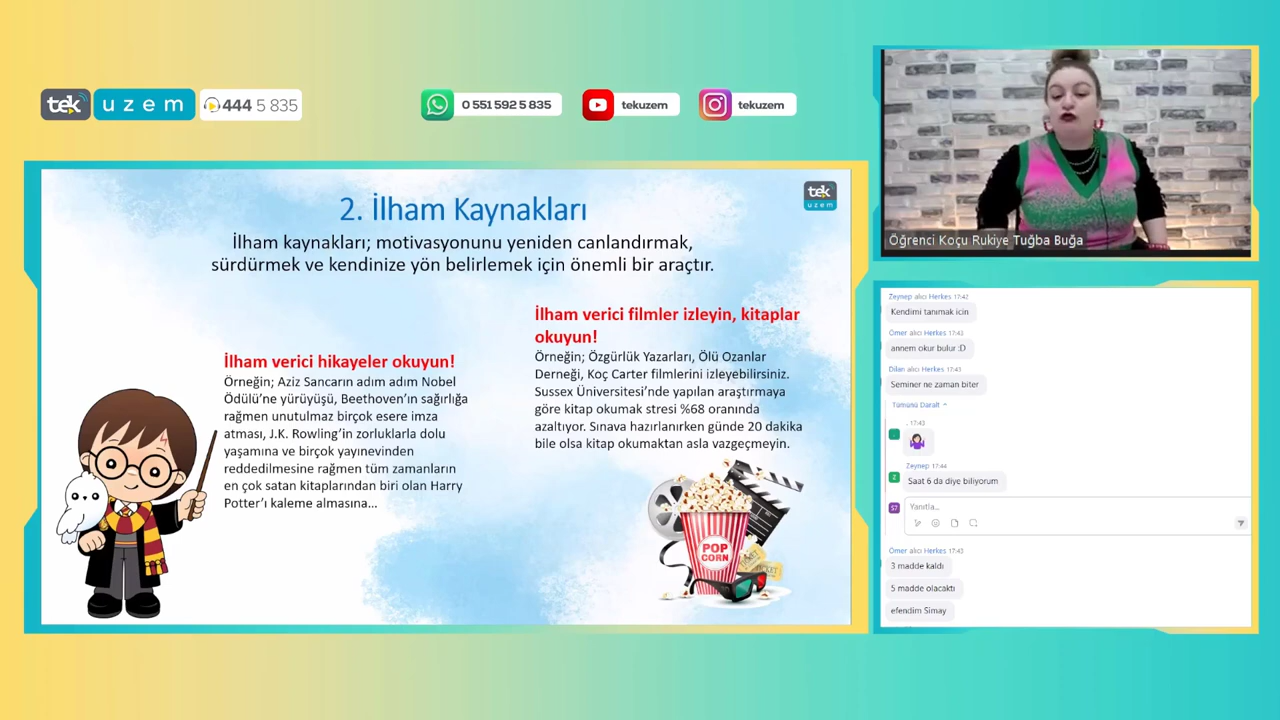 tek
uzem
444 5 835
0 551 592 5 835
tekuzem
tekuzem
tek
uzem
2. İlham Kaynakları
İlham kaynakları; motivasyonunu yeniden canlandırmak,
sürdürmek ve kendinize yön belirlemek için önemli bir araçtır.
İlham verici hikayeler okuyun!
Örneğin; Aziz Sancarın adım adım Nobel
Ödülü'ne yürüyüşü, Beethoven'ın sağırlığa
rağmen unutulmaz birçok esere imza
atması, J.K. Rowling'in zorluklarla dolu
yaşamına ve birçok yayınevinden
reddedilmesine rağmen tüm zamanların
en çok satan kitaplarından biri olan Harry
Potter'ı kaleme almasına...
İlham verici filmler izleyin, kitaplar
okuyun!
Örneğin; Özgürlük Yazarları, Ölü Ozanlar
Derneği, Koç Carter filmlerini izleyebilirsiniz.
Sussex Üniversitesi'nde yapılan araştırmaya
göre kitap okumak stresi %68 oranında
azaltıyor. Sınava hazırlanırken günde 20 dakika
bile olsa kitap okumaktan asla vazgeçmeyin.
POP
CORN
Öğrenci Koçu Rukiye Tuğba Buğa
Zeynep alıcı Herkes 17:42
Kendimi tanımak icin
Ömer alıcı Herkes 17:43
annem okur bulur :D
Dilan alıcı Herkes 17:43
Seminer ne zaman biter
Tümünü Daralt
. 17:43
Zeynep 17:44
Z
Saat 6 da diye biliyorum
Yanıtla...
Ömer alıcı Herkes 17:43
3 madde kaldı
5 madde olacaktı
efendim Simay